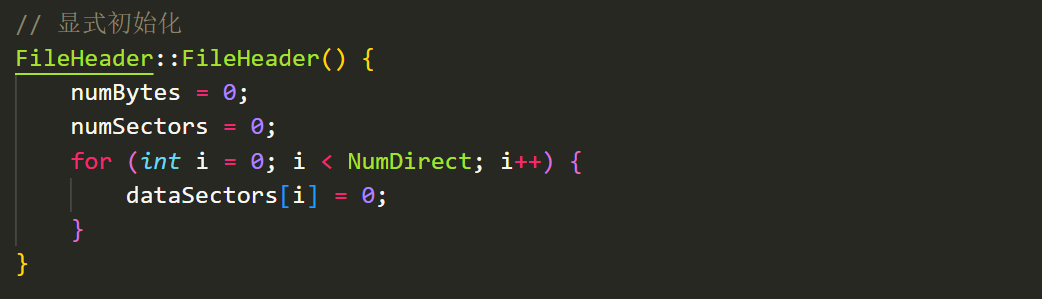 // 显式初始化
FileHeader::FileHeader() {
    numBytes = 0;
    numSectors = 0;
    for (int i = 0; i < NumDirect; i++) {
        dataSectors[i] = 0;
    }
}